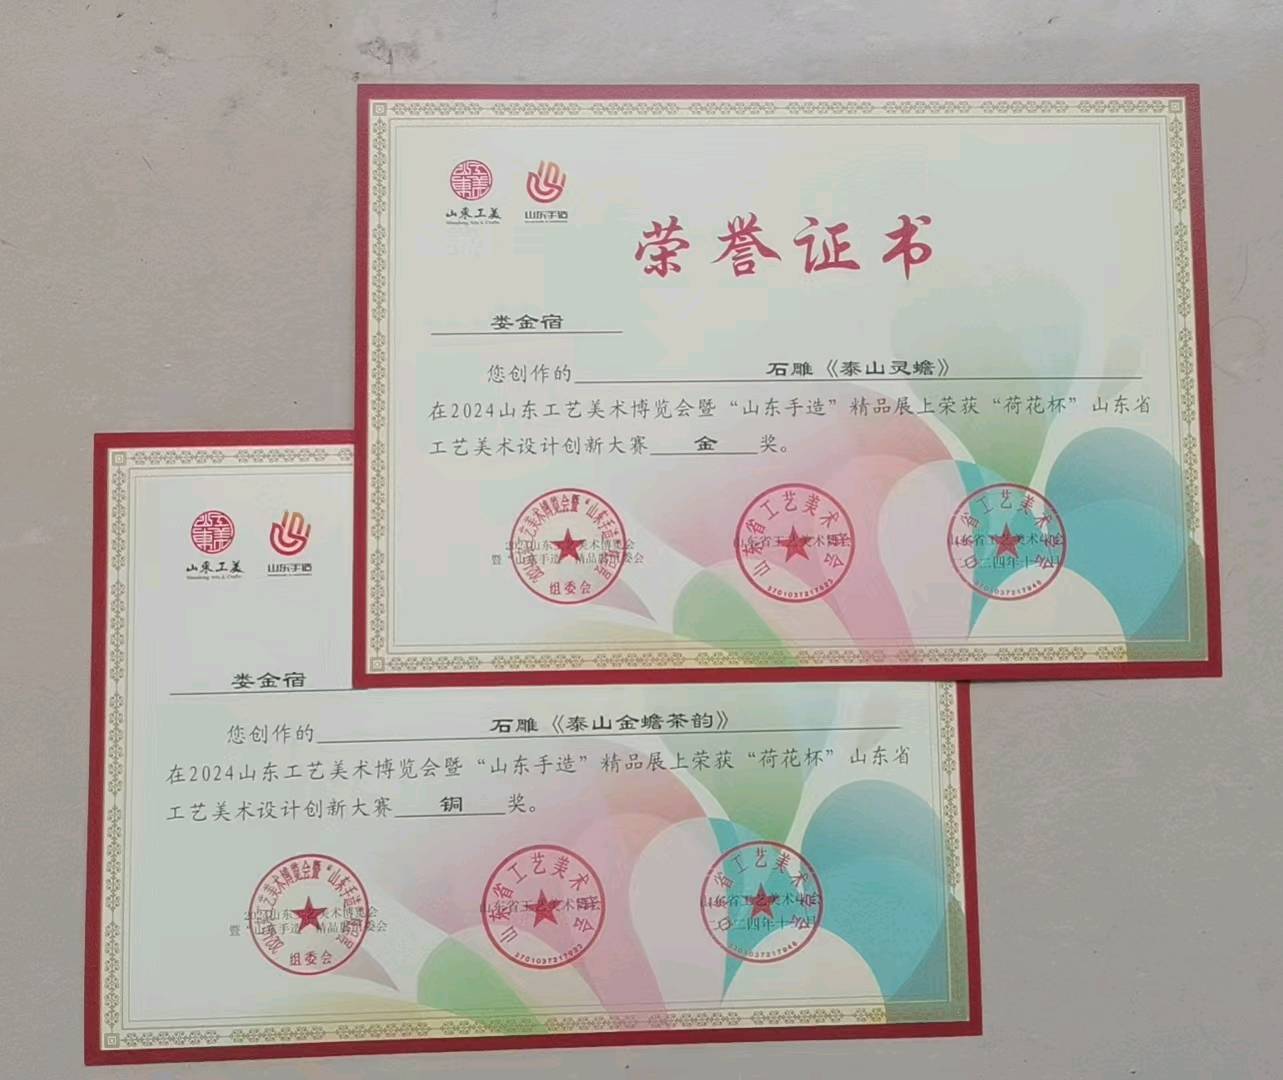 山东工美
山东手造
荣誉证书
娄金宿
您创作的 石雕《泰山灵蟾》
在2024山东工艺美术博览会暨“山东手造”精品展上荣获“荷花杯”山东省
工艺美术设计创新大赛 金 奖。
组委会
3701037217933
山东工美
山东手造
娄金宿
您创作的 石雕《泰山金蟾茶韵》
在2024山东工艺美术博览会暨“山东手造”精品展上荣获“荷花杯”山东省
工艺美术设计创新大赛 铜 奖。
组委会
3701037217933